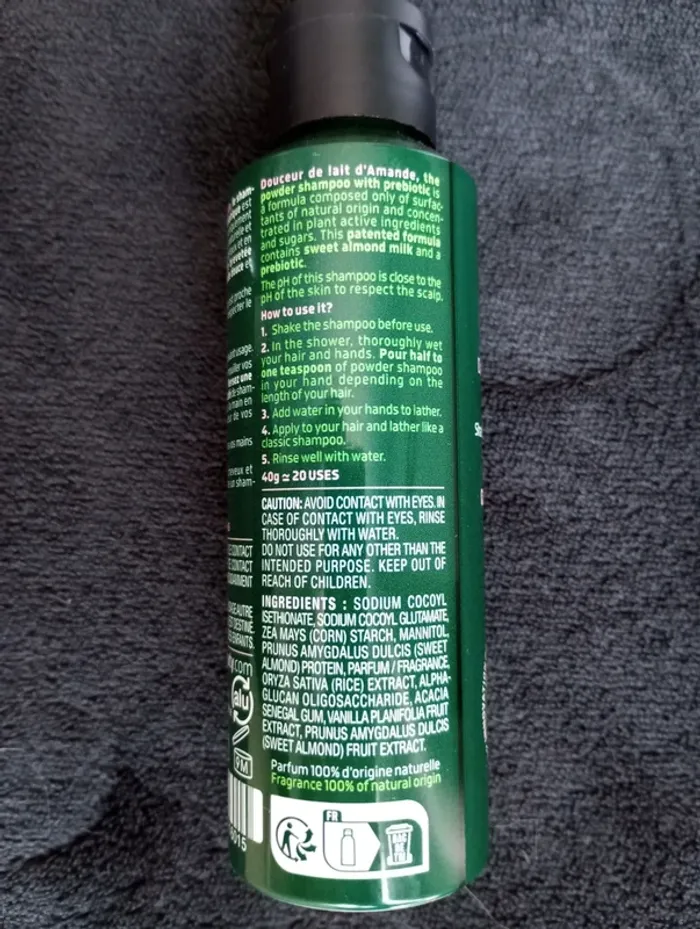 Douceur de lait d'Amande, the
powder shampoo with prebiotic is
a formula composed only of surfac-
tants of natural origin and concen-
trated in plant active ingredients
and sugars. This patented formula
contains sweet almond milk and a
prebiotic.
The pH of this shampoo is close to the
pH of the skin to respect the scalp.
How to use it?
1. Shake the shampoo before use.
2. In the shower, thoroughly wet
your hair and hands. Pour half to
one teaspoon of powder shampoo
in your hand depending on the
length of your hair.
3. Add water in your hands to lather.
4. Apply to your hair and lather like a
classic shampoo.
5. Rinse well with water.
40g ≃ 20 USES
CAUTION: AVOID CONTACT WITH EYES. IN
CASE OF CONTACT WITH EYES, RINSE
THOROUGHLY WITH WATER.
DO NOT USE FOR ANY OTHER THAN THE
INTENDED PURPOSE. KEEP OUT OF
REACH OF CHILDREN.
INGREDIENTS : SODIUM COCOYL
ISETHIONATE, SODIUM COCOYL GLUTAMATE,
ZEA MAYS (CORN) STARCH, MANNITOL,
PRUNUS AMYGDALUS DULCIS (SWEET
ALMOND) PROTEIN, PARFUM / FRAGRANCE,
ORYZA SATIVA (RICE) EXTRACT, ALPHA-
GLUCAN OLIGOSACCHARIDE, ACACIA
SENEGAL GUM, VANILLA PLANIFOLIA FRUIT
EXTRACT, PRUNUS AMYGDALUS DULCIS
(SWEET ALMOND) FRUIT EXTRACT.
Parfum 100% d'origine naturelle
Fragrance 100% of natural origin
FR
BAC
DE
TRI
alu
9M